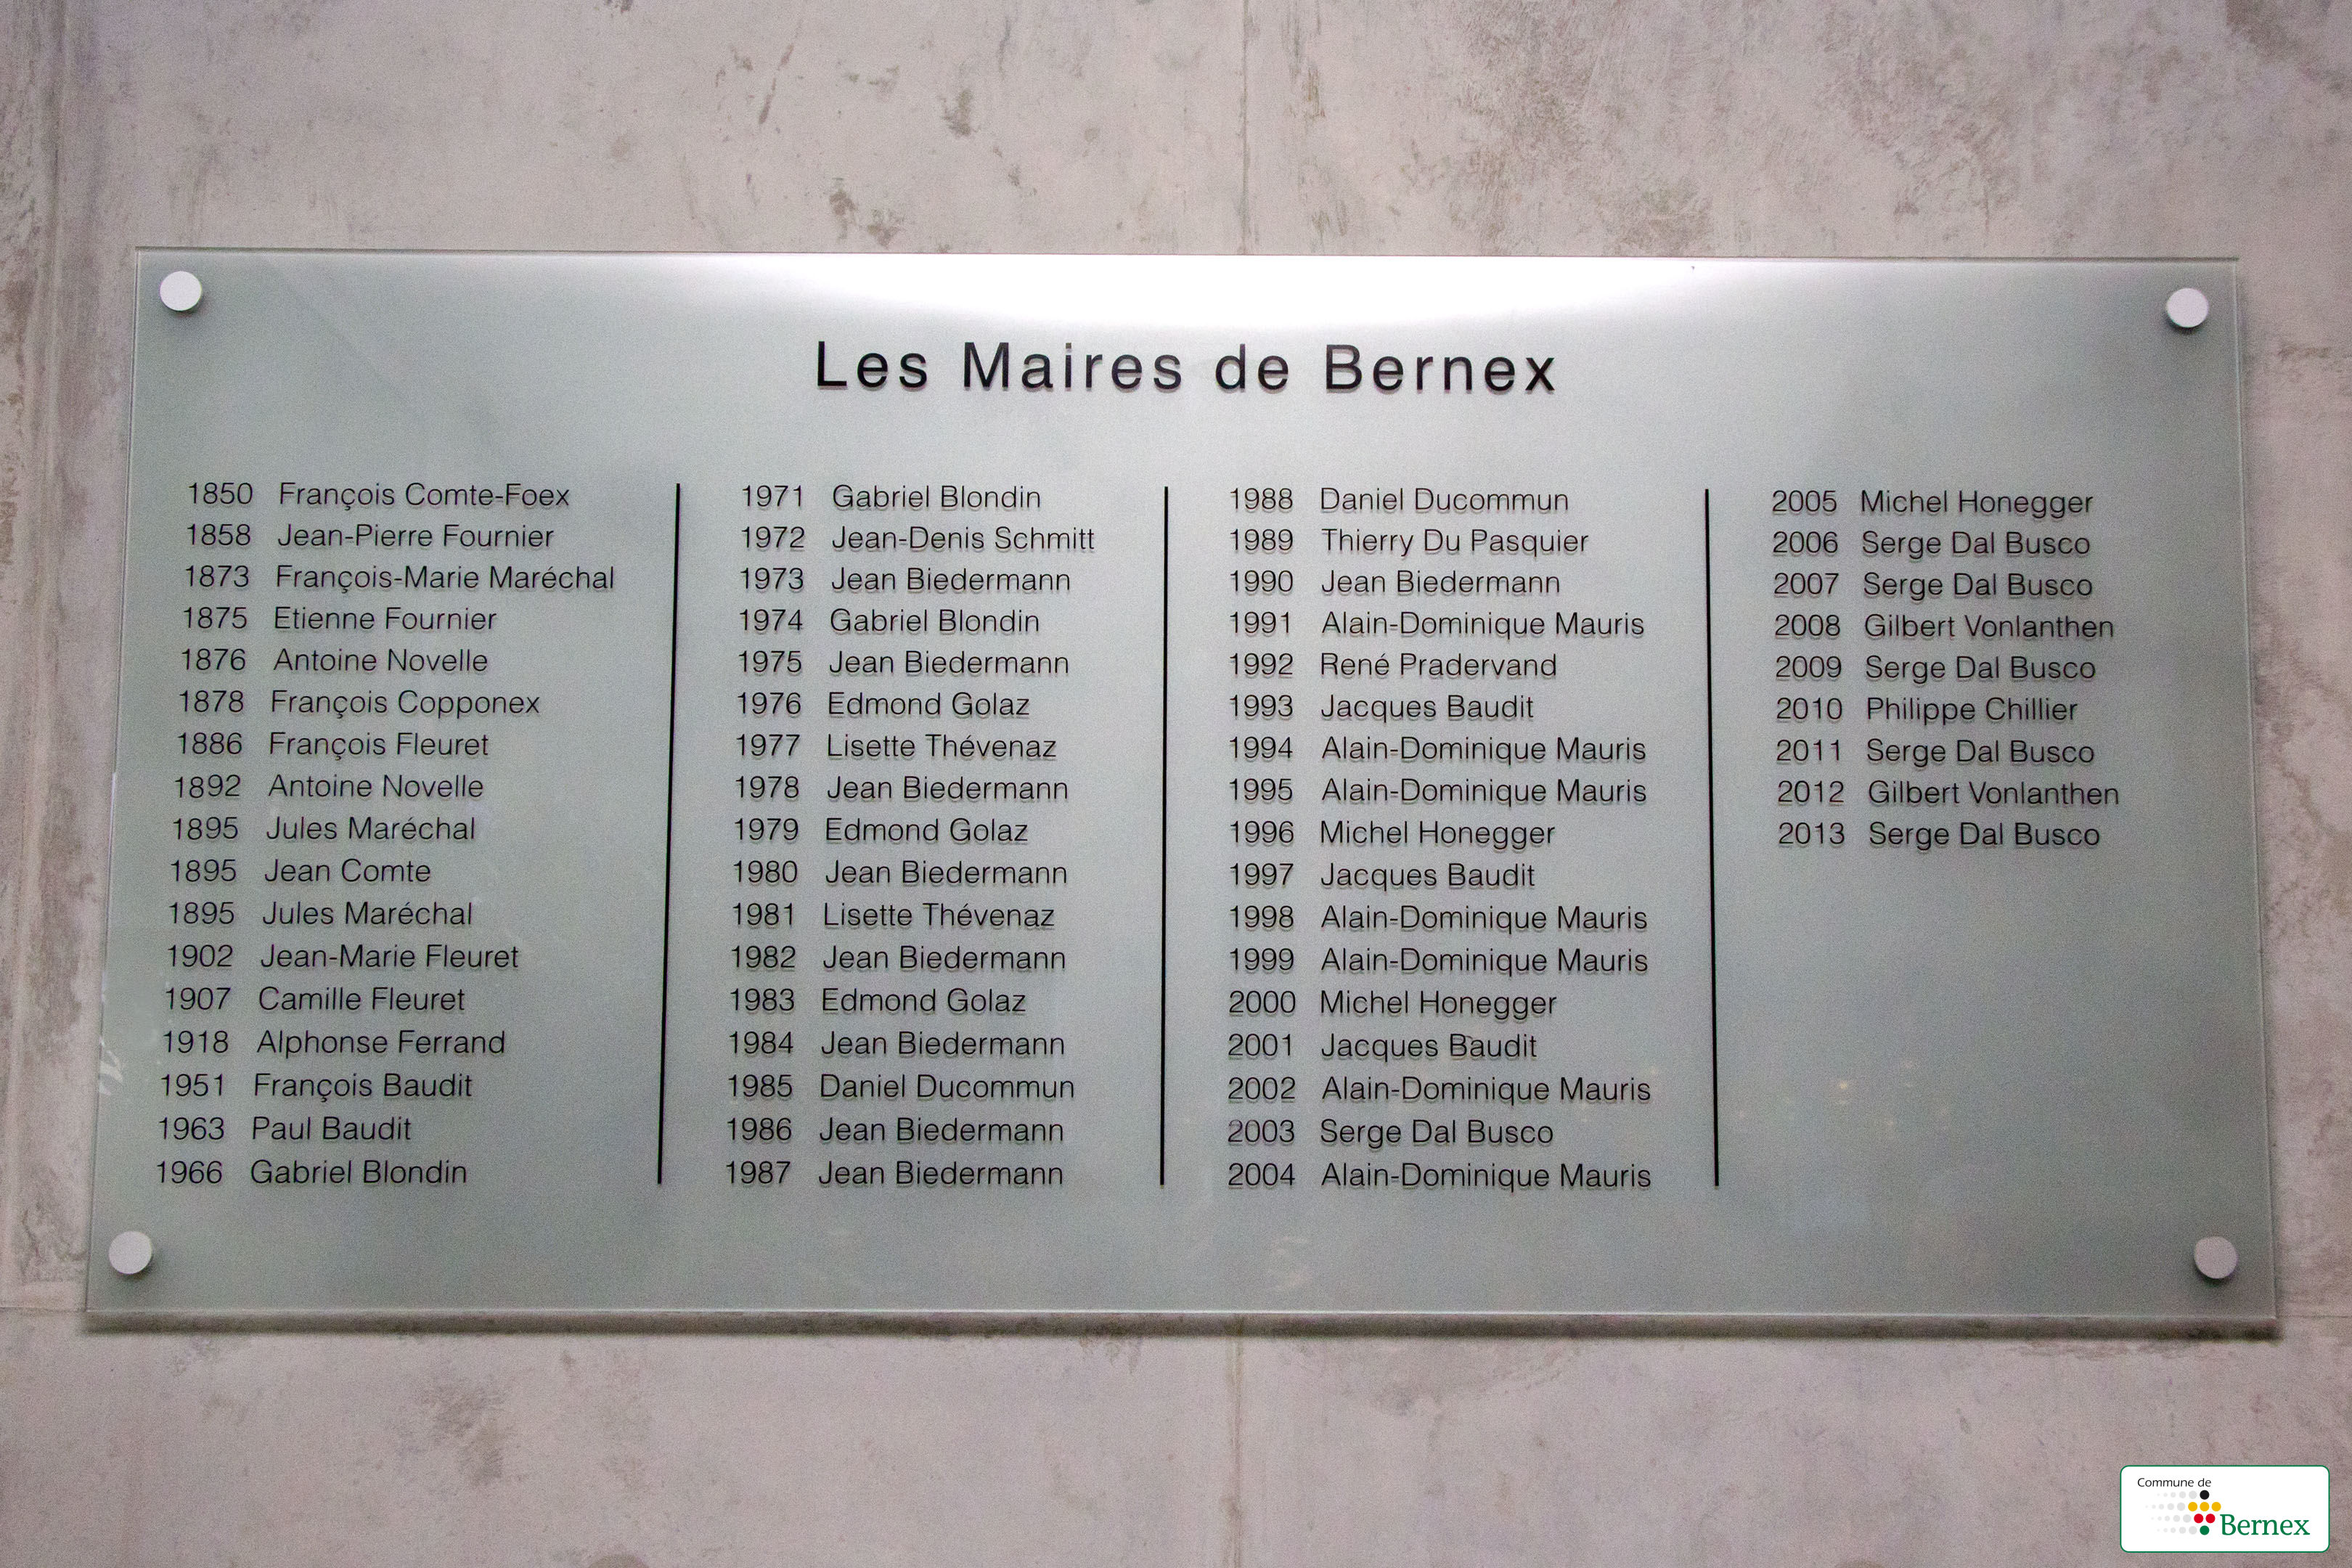 Les Maires de Bernex
1850 François Comte-Foex
1858 Jean-Pierre Fournier
1873 François-Marie Maréchal
1875 Etienne Fournier
1876 Antoine Novelle
1878 François Copponex
1886 François Fleuret
1892 Antoine Novelle
1895 Jules Maréchal
1895 Jean Comte
1895 Jules Maréchal
1902 Jean-Marie Fleuret
1907 Camille Fleuret
1918 Alphonse Ferrand
1951 François Baudit
1963 Paul Baudit
1966 Gabriel Blondin
1971 Gabriel Blondin
1972 Jean-Denis Schmitt
1973 Jean Biedermann
1974 Gabriel Blondin
1975 Jean Biedermann
1976 Edmond Golaz
1977 Lisette Thévenaz
1978 Jean Biedermann
1979 Edmond Golaz
1980 Jean Biedermann
1981 Lisette Thévenaz
1982 Jean Biedermann
1983 Edmond Golaz
1984 Jean Biedermann
1985 Daniel Ducommun
1986 Jean Biedermann
1987 Jean Biedermann
1988 Daniel Ducommun
1989 Thierry Du Pasquier
1990 Jean Biedermann
1991 Alain-Dominique Mauris
1992 René Pradervand
1993 Jacques Baudit
1994 Alain-Dominique Mauris
1995 Alain-Dominique Mauris
1996 Michel Honegger
1997 Jacques Baudit
1998 Alain-Dominique Mauris
1999 Alain-Dominique Mauris
2000 Michel Honegger
2001 Jacques Baudit
2002 Alain-Dominique Mauris
2003 Serge Dal Busco
2004 Alain-Dominique Mauris
2005 Michel Honegger
2006 Serge Dal Busco
2007 Serge Dal Busco
2008 Gilbert Vonlanthen
2009 Serge Dal Busco
2010 Philippe Chillier
2011 Serge Dal Busco
2012 Gilbert Vonlanthen
2013 Serge Dal Busco
Commune de
Bernex